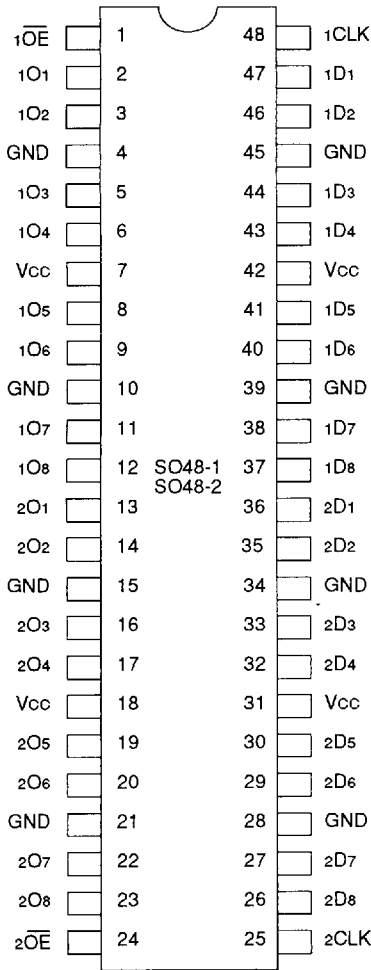 1OE 1 48 1CLK
1O1 2 47 1D1
1O2 3 46 1D2
GND 4 45 GND
1O3 5 44 1D3
1O4 6 43 1D4
Vcc 7 42 Vcc
1O5 8 41 1D5
1O6 9 40 1D6
GND 10 39 GND
1O7 11 38 1D7
1O8 12 SO48-1 37 1D8
SO48-2
2O1 13 36 2D1
2O2 14 35 2D2
GND 15 34 GND
2O3 16 33 2D3
2O4 17 32 2D4
Vcc 18 31 Vcc
2O5 19 30 2D5
2O6 20 29 2D6
GND 21 28 GND
2O7 22 27 2D7
2O8 23 26 2D8
2OE 24 25 2CLK